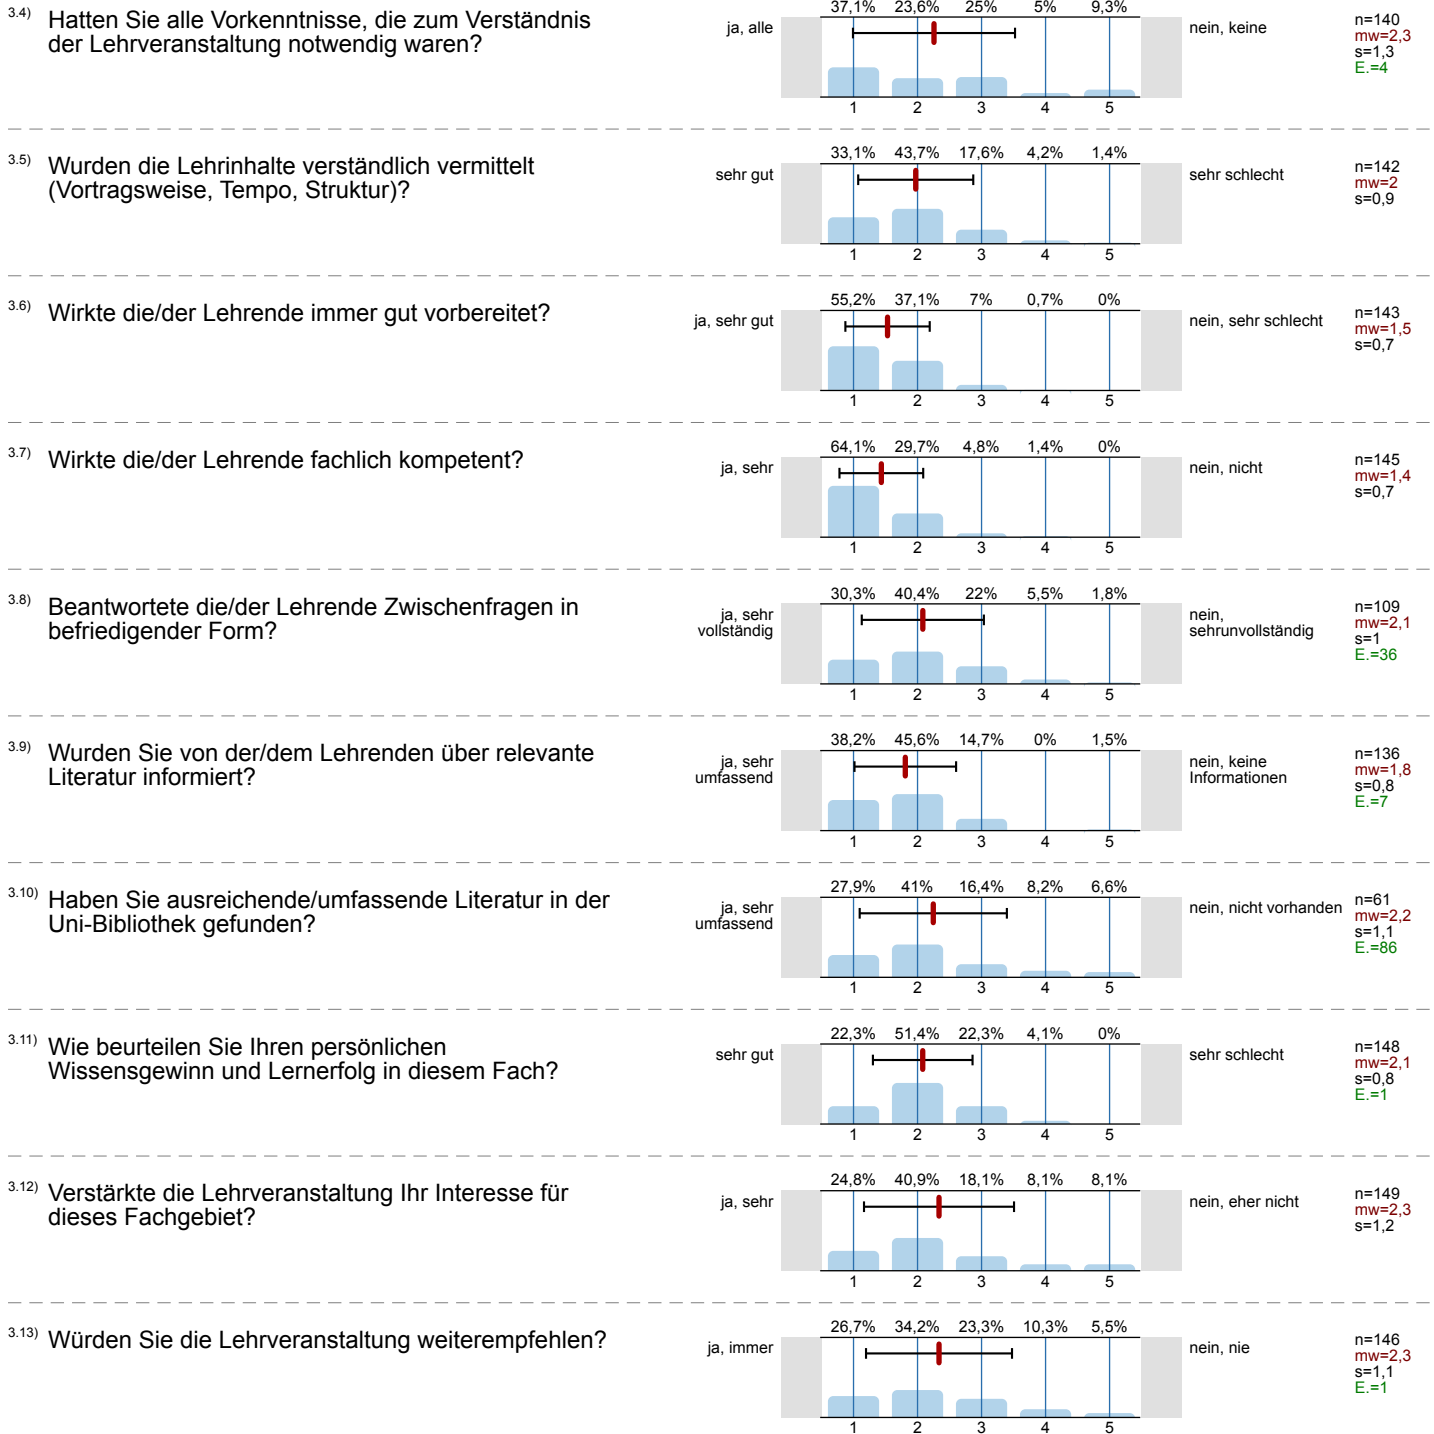 3.4) Hatten Sie alle Vorkenntnisse, die zum Verständnis
der Lehrveranstaltung notwendig waren?
37,1% 23,6% 25% 5% 9,3%
ja, alle
nein, keine
1 2 3 4 5
n=140
mw=2,3
s=1,3
E.=4
3.5) Wurden die Lehrinhalte verständlich vermittelt
(Vortragsweise, Tempo, Struktur)?
33,1% 43,7% 17,6% 4,2% 1,4%
sehr gut
sehr schlecht
1 2 3 4 5
n=142
mw=2
s=0,9
3.6) Wirkte die/der Lehrende immer gut vorbereitet?
55,2% 37,1% 7% 0,7% 0%
ja, sehr gut
nein, sehr schlecht
1 2 3 4 5
n=143
mw=1,5
s=0,7
3.7) Wirkte die/der Lehrende fachlich kompetent?
64,1% 29,7% 4,8% 1,4% 0%
ja, sehr
nein, nicht
1 2 3 4 5
n=145
mw=1,4
s=0,7
3.8) Beantwortete die/der Lehrende Zwischenfragen in
befriedigender Form?
30,3% 40,4% 22% 5,5% 1,8%
ja, sehr
vollständig
nein,
sehrunvollständig
1 2 3 4 5
n=109
mw=2,1
s=1
E.=36
3.9) Wurden Sie von der/dem Lehrenden über relevante
Literatur informiert?
38,2% 45,6% 14,7% 0% 1,5%
ja, sehr
umfassend
nein, keine
Informationen
1 2 3 4 5
n=136
mw=1,8
s=0,8
E.=7
3.10) Haben Sie ausreichende/umfassende Literatur in der
Uni-Bibliothek gefunden?
27,9% 41% 16,4% 8,2% 6,6%
ja, sehr
umfassend
nein, nicht vorhanden
1 2 3 4 5
n=61
mw=2,2
s=1,1
E.=86
3.11) Wie beurteilen Sie Ihren persönlichen
Wissensgewinn und Lernerfolg in diesem Fach?
22,3% 51,4% 22,3% 4,1% 0%
sehr gut
sehr schlecht
1 2 3 4 5
n=148
mw=2,1
s=0,8
E.=1
3.12) Verstärkte die Lehrveranstaltung Ihr Interesse für
dieses Fachgebiet?
24,8% 40,9% 18,1% 8,1% 8,1%
ja, sehr
nein, eher nicht
1 2 3 4 5
n=149
mw=2,3
s=1,2
3.13) Würden Sie die Lehrveranstaltung weiterempfehlen?
26,7% 34,2% 23,3% 10,3% 5,5%
ja, immer
nein, nie
1 2 3 4 5
n=146
mw=2,3
s=1,1
E.=1